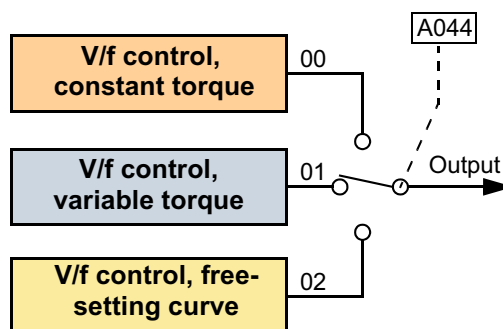 A044
V/f control,
constant torque
00
V/f control,
variable torque
01
Output
V/f control, free-
setting curve
02